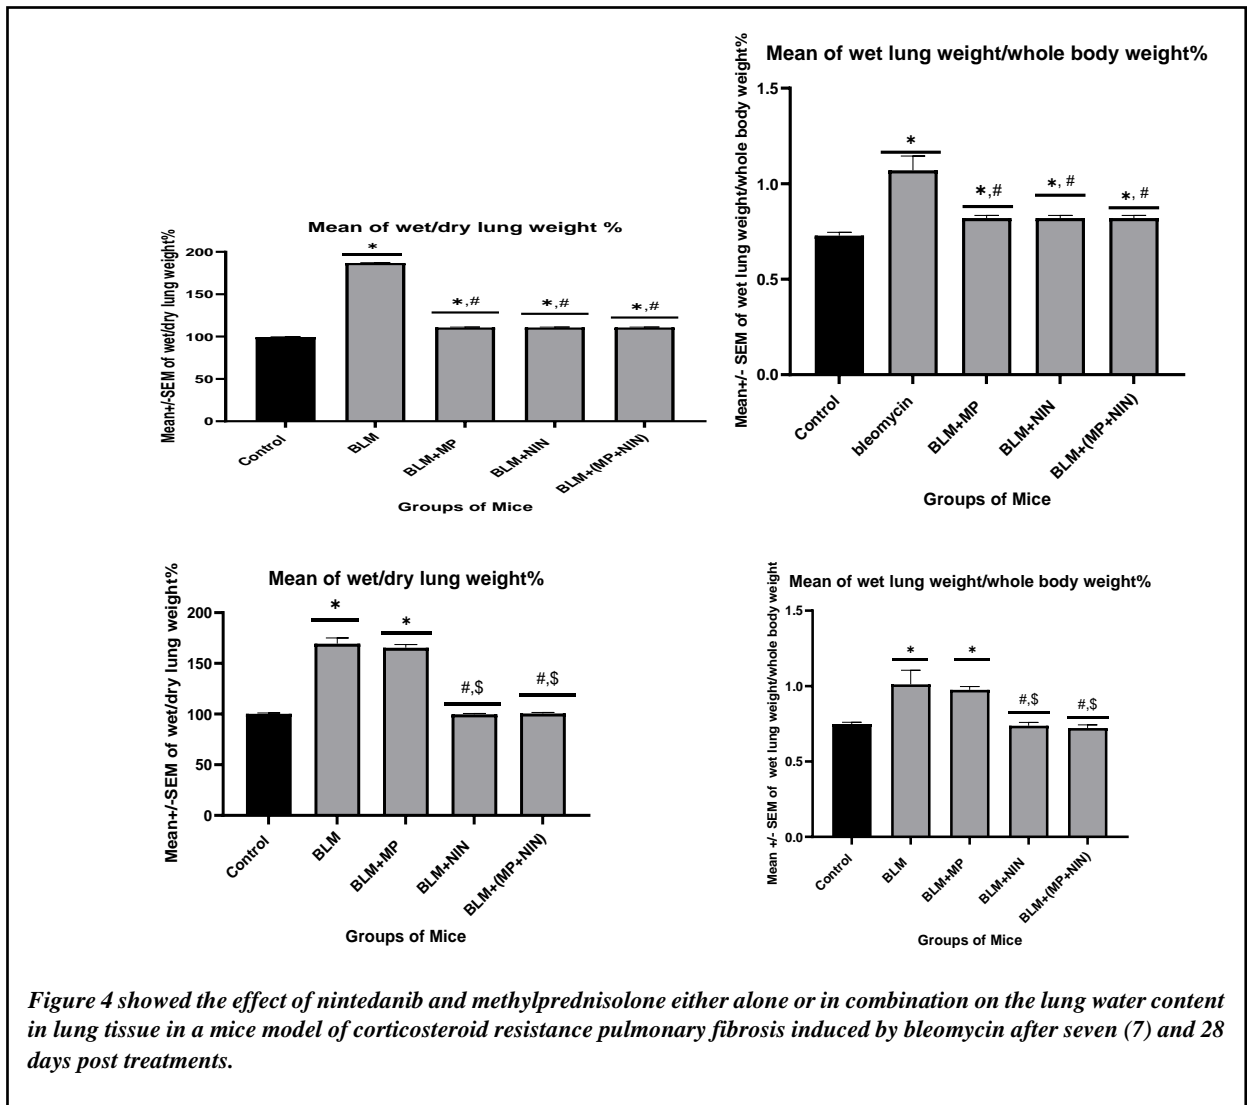 Mean of wet/dry lung weight %
Mean+/-SEM of wet/dry lung weight%
200
150
100
50
0
*
*,#
*,#
*,#
Control
BLM
BLM+MP
BLM+NIN
BLM+(MP+NIN)
Groups of Mice
Mean of wet lung weight/whole body weight%
Mean+/- SEM of wet lung weight/whole body weight%
1.5
1.0
0.5
0.0
*
*,#
*, #
*, #
Control
bleomycin
BLM+MP
BLM+NIN
BLM+(MP+NIN)
Groups of Mice
Mean of wet/dry lung weight%
Mean+/-SEM of wet/dry lung weight%
200
150
100
50
0
*
*
#,$
#,$
Control
BLM
BLM+MP
BLM+NIN
BLM+(MP+NIN)
Groups of Mice
Mean of wet lung weight/whole body weight%
Mean +/- SEM of wet lung weight/whole body weight
1.5
1.0
0.5
0.0
*
*
#,$
#,$
Control
BLM
BLM+MP
BLM+NIN
BLM+(MP+NIN)
Groups of Mice
Figure 4 showed the effect of nintedanib and methylprednisolone either alone or in combination on the lung water content
in lung tissue in a mice model of corticosteroid resistance pulmonary fibrosis induced by bleomycin after seven (7) and 28
days post treatments.